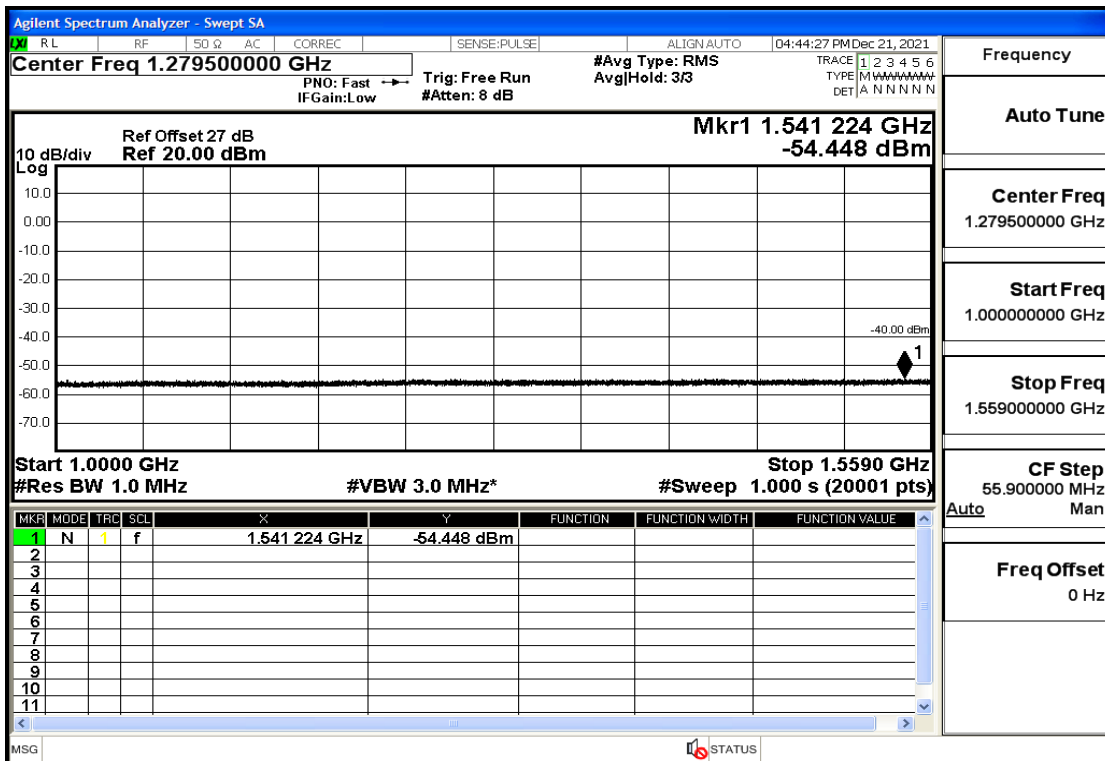 Agilent Spectrum Analyzer - Swept SA
LXI RL RF 50 Ω AC CORREC SENSE:PULSE ALIGN AUTO 04:44:27 PM Dec 21, 2021
Center Freq 1.279500000 GHz
PNO: Fast
IFGain:Low
Trig: Free Run
#Atten: 8 dB
#Avg Type: RMS
Avg|Hold: 3/3
TRACE 1 2 3 4 5 6
TYPE M W W W W W
DET A N N N N N
Ref Offset 27 dB
Ref 20.00 dBm
10 dB/div
Log
Mkr1 1.541 224 GHz
-54.448 dBm
10.0
0.00
-10.0
-20.0
-30.0
-40.0
-50.0
-60.0
-70.0
-40.00 dBm
1
Start 1.0000 GHz
Stop 1.5590 GHz
#Res BW 1.0 MHz
#VBW 3.0 MHz*
#Sweep 1.000 s (20001 pts)
MKR MODE TRC SCL X Y FUNCTION FUNCTION WIDTH FUNCTION VALUE
1 N 1 f 1.541 224 GHz -54.448 dBm
2
3
4
5
6
7
8
9
10
11
MSG
STATUS
Frequency
Auto Tune
Center Freq
1.279500000 GHz
Start Freq
1.000000000 GHz
Stop Freq
1.559000000 GHz
CF Step
55.900000 MHz
Auto Man
Freq Offset
0 Hz